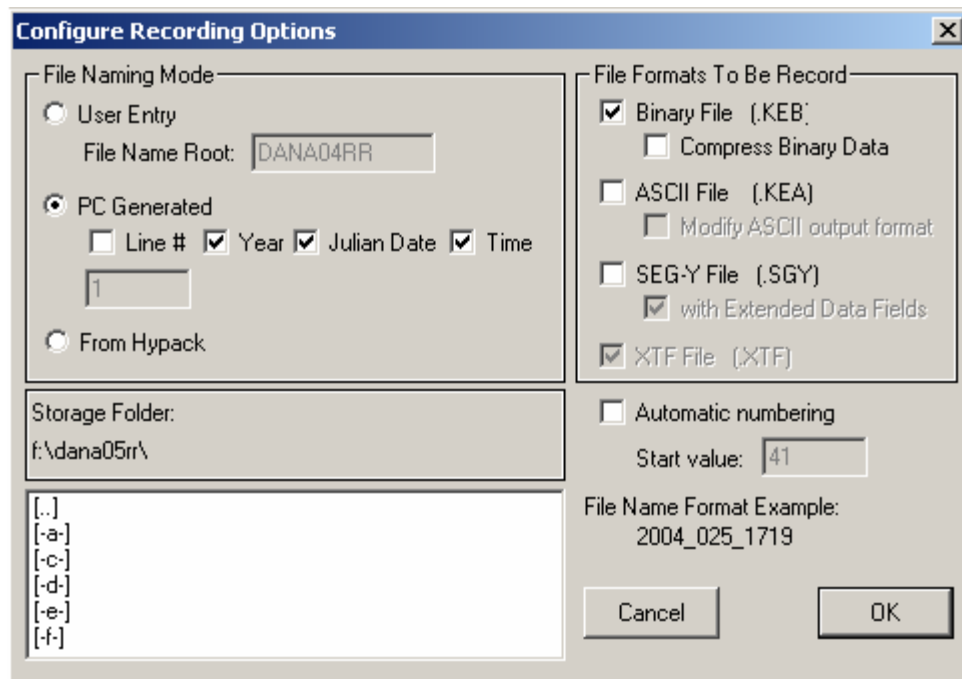 Configure Recording Options
File Naming Mode
User Entry
File Name Root: DANA04RR
PC Generated
Line # Year Julian Date Time
1
From Hypack
Storage Folder:
f:\dana05rr\
[..]
[-a-]
[-c-]
[-d-]
[-e-]
[-f-]
File Formats To Be Record
Binary File (.KEB)
Compress Binary Data
ASCII File (.KEA)
Modify ASCII output format
SEG-Y File (.SGY)
with Extended Data Fields
XTF File (.XTF)
Automatic numbering
Start value: 41
File Name Format Example:
2004_025_1719
Cancel OK